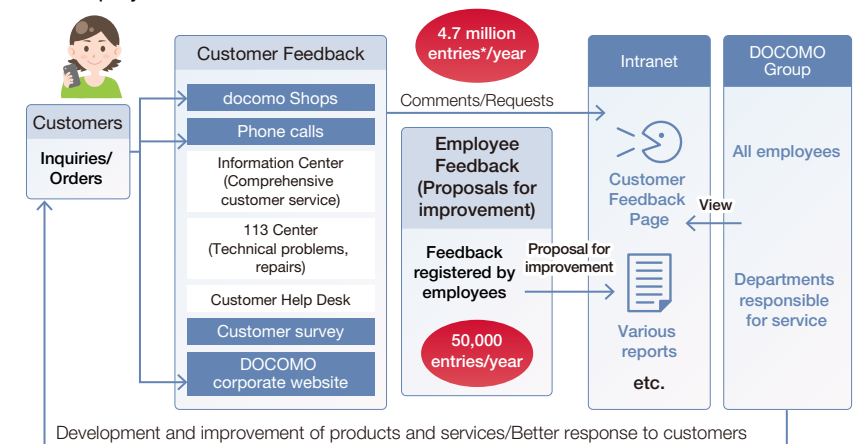 Customers
Inquiries/
Orders
Customer Feedback
docomo Shops
Phone calls
Information Center
(Comprehensive
customer service)
113 Center
(Technical problems,
repairs)
Customer Help Desk
Customer survey
DOCOMO
corporate website
4.7 million
entries*/year
Comments/Requests
Employee
Feedback
(Proposals for
improvement)
Feedback
registered by
employees
50,000
entries/year
Proposal for
improvement
Intranet
Customer
Feedback
Page
Various
reports
etc.
View
DOCOMO
Group
All employees
Departments
responsible
for service
Development and improvement of products and services/Better response to customers